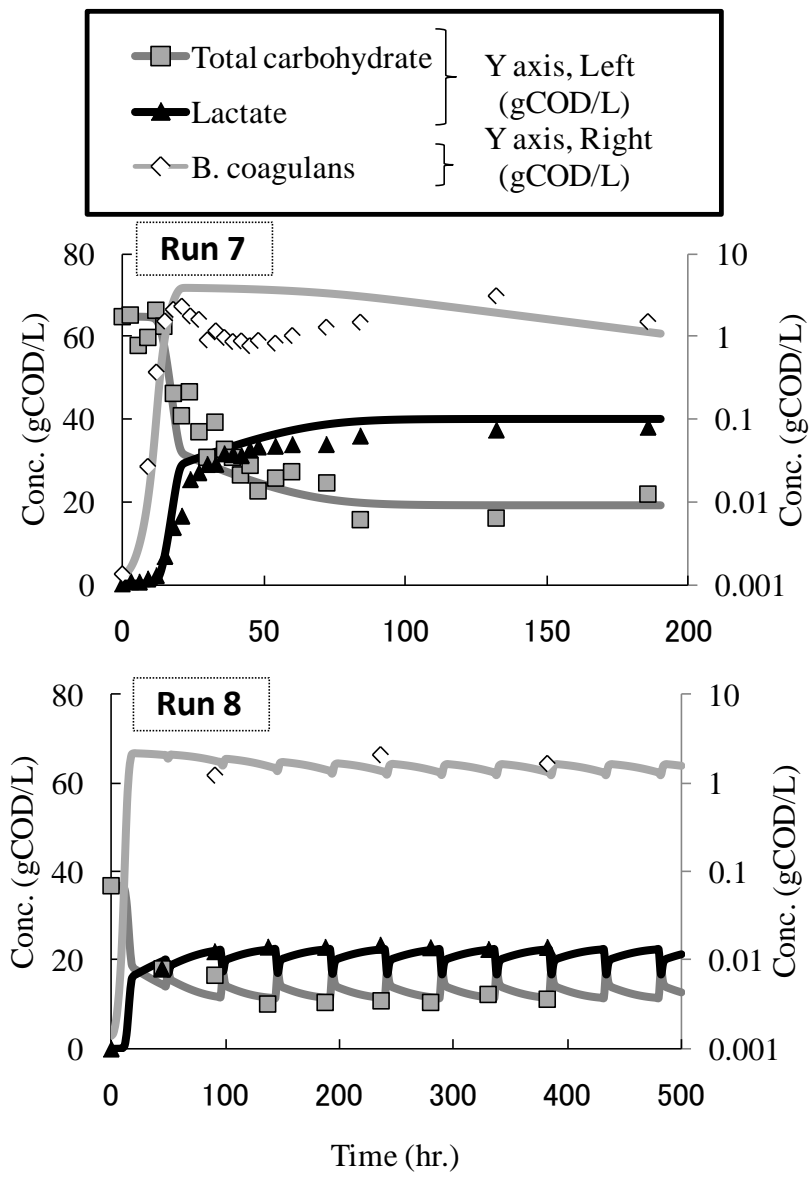 Total carbohydrate
Lactate
B. coagulans
Y axis, Left
(gCOD/L)
Y axis, Right
(gCOD/L)
Run 7
Conc. (gCOD/L)
80
60
40
20
0
10
1
0.1
0.01
0.001
Conc. (gCOD/L)
0 50 100 150 200
Run 8
Conc. (gCOD/L)
80
60
40
20
0
10
1
0.1
0.01
0.001
Conc. (gCOD/L)
0 100 200 300 400 500
Time (hr.)